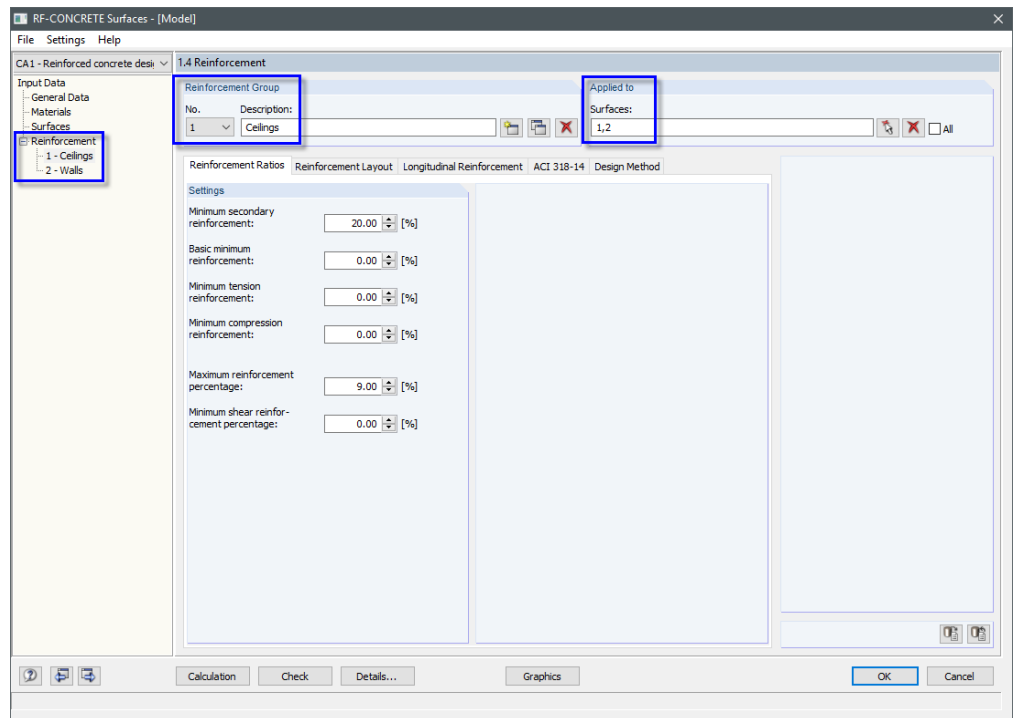 RF-CONCRETE Surfaces - [Model]
File Settings Help
CA1 - Reinforced concrete desi
1.4 Reinforcement
Input Data
General Data
Materials
Surfaces
Reinforcement
1 - Ceilings
2 - Walls
Reinforcement Group
No. Description:
1 Ceilings
Applied to
Surfaces:
1,2
All
Reinforcement Ratios Reinforcement Layout Longitudinal Reinforcement ACI 318-14 Design Method
Settings
Minimum secondary
reinforcement: 20.00 [%]
Basic minimum
reinforcement: 0.00 [%]
Minimum tension
reinforcement: 0.00 [%]
Minimum compression
reinforcement: 0.00 [%]
Maximum reinforcement
percentage: 9.00 [%]
Minimum shear reinfor-
cement percentage: 0.00 [%]
Calculation Check Details... Graphics OK Cancel